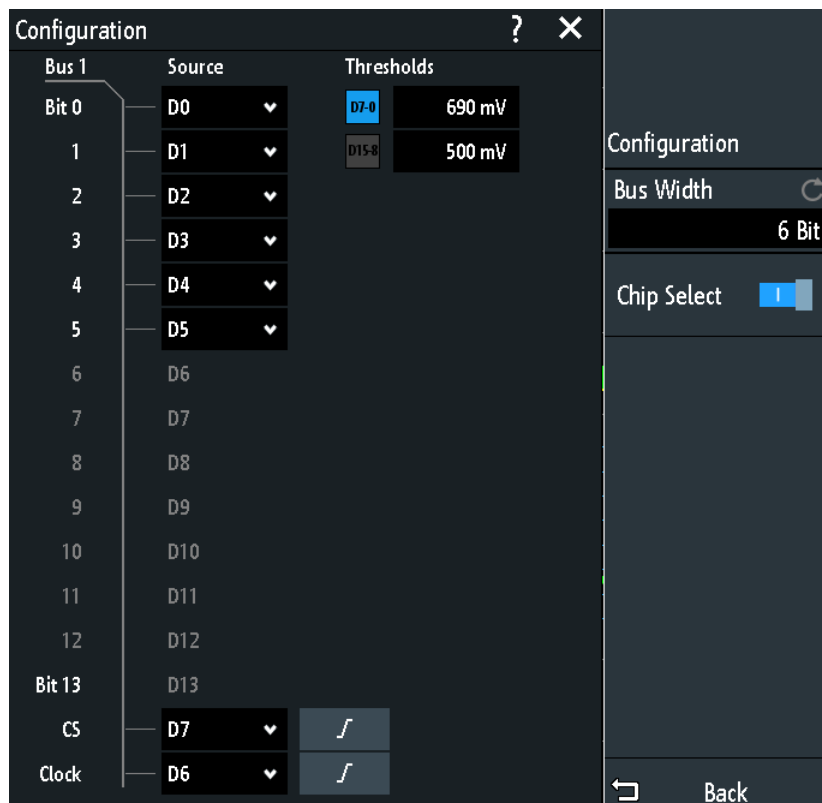 Configuration ? ✕
Bus 1 Source Thresholds
Bit 0 D0 D7-0 690 mV
1 D1 D15-8 500 mV
2 D2
3 D3
4 D4
5 D5
6 D6
7 D7
8 D8
9 D9
10 D10
11 D11
12 D12
Bit 13 D13
CS D7
Clock D6
Configuration
Bus Width
6 Bit
Chip Select
Back